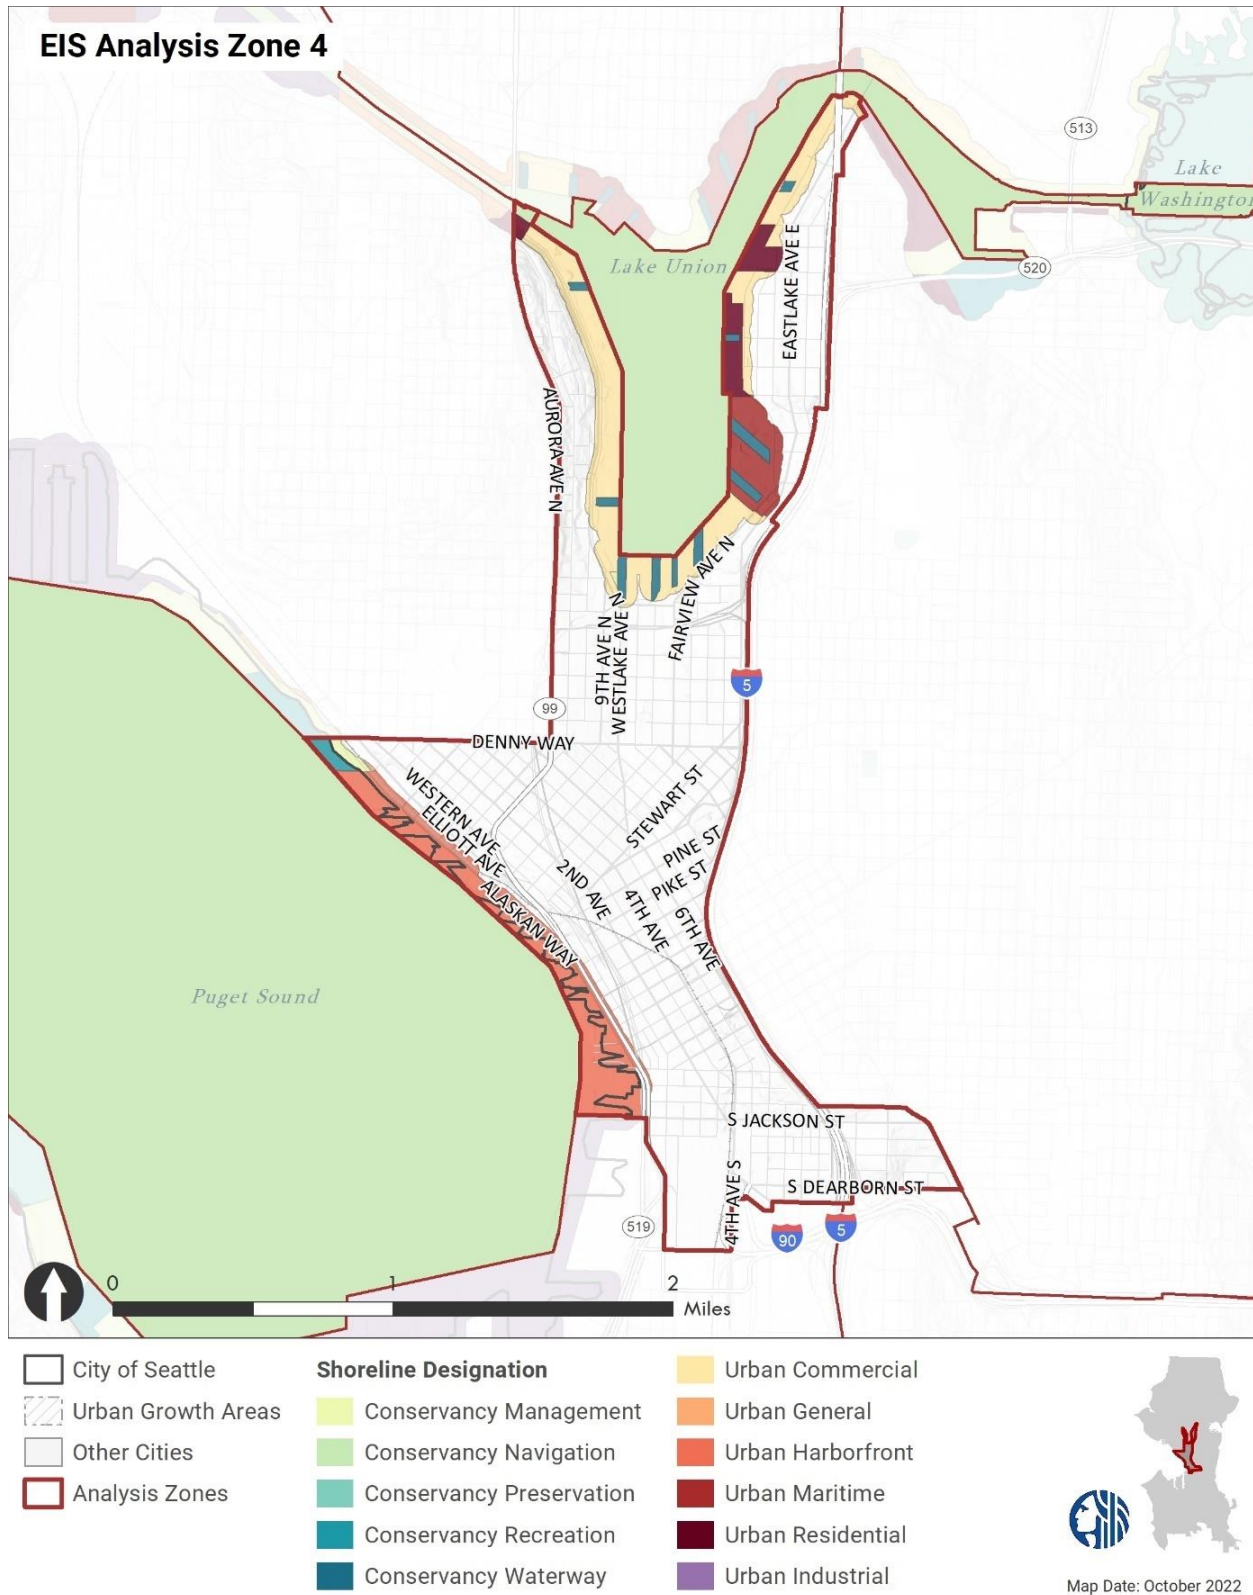 EIS Analysis Zone 4
513
Lake
Washington
Lake Union
520
EASTLAKE AVE E
AURORA AVE N
FAIRVIEW AVE N
9TH AVE N
WESTLAKE AVE N
5
99
DENNY WAY
WESTERN AVE
ELLIOTT AVE
STEWART ST
PINE ST
PIKE ST
2ND AVE
4TH AVE
6TH AVE
ALASKAN WAY
Puget Sound
S JACKSON ST
4TH AVE S
S DEARBORN ST
519
90
5
0 1 2
Miles
City of Seattle
Urban Growth Areas
Other Cities
Analysis Zones
Shoreline Designation
Conservancy Management
Conservancy Navigation
Conservancy Preservation
Conservancy Recreation
Conservancy Waterway
Urban Commercial
Urban General
Urban Harborfront
Urban Maritime
Urban Residential
Urban Industrial
Map Date: October 2022